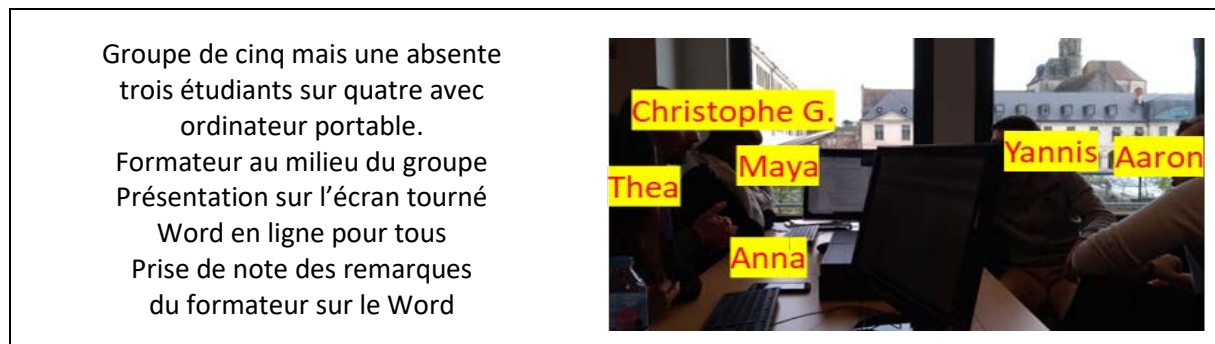 Groupe de cinq mais une absente
trois étudiants sur quatre avec
ordinateur portable.
Formateur au milieu du groupe
Présentation sur l’écran tourné
Word en ligne pour tous
Prise de note des remarques
du formateur sur le Word
Christophe G.
Maya
Thea
Anna
Yannis
Aaron